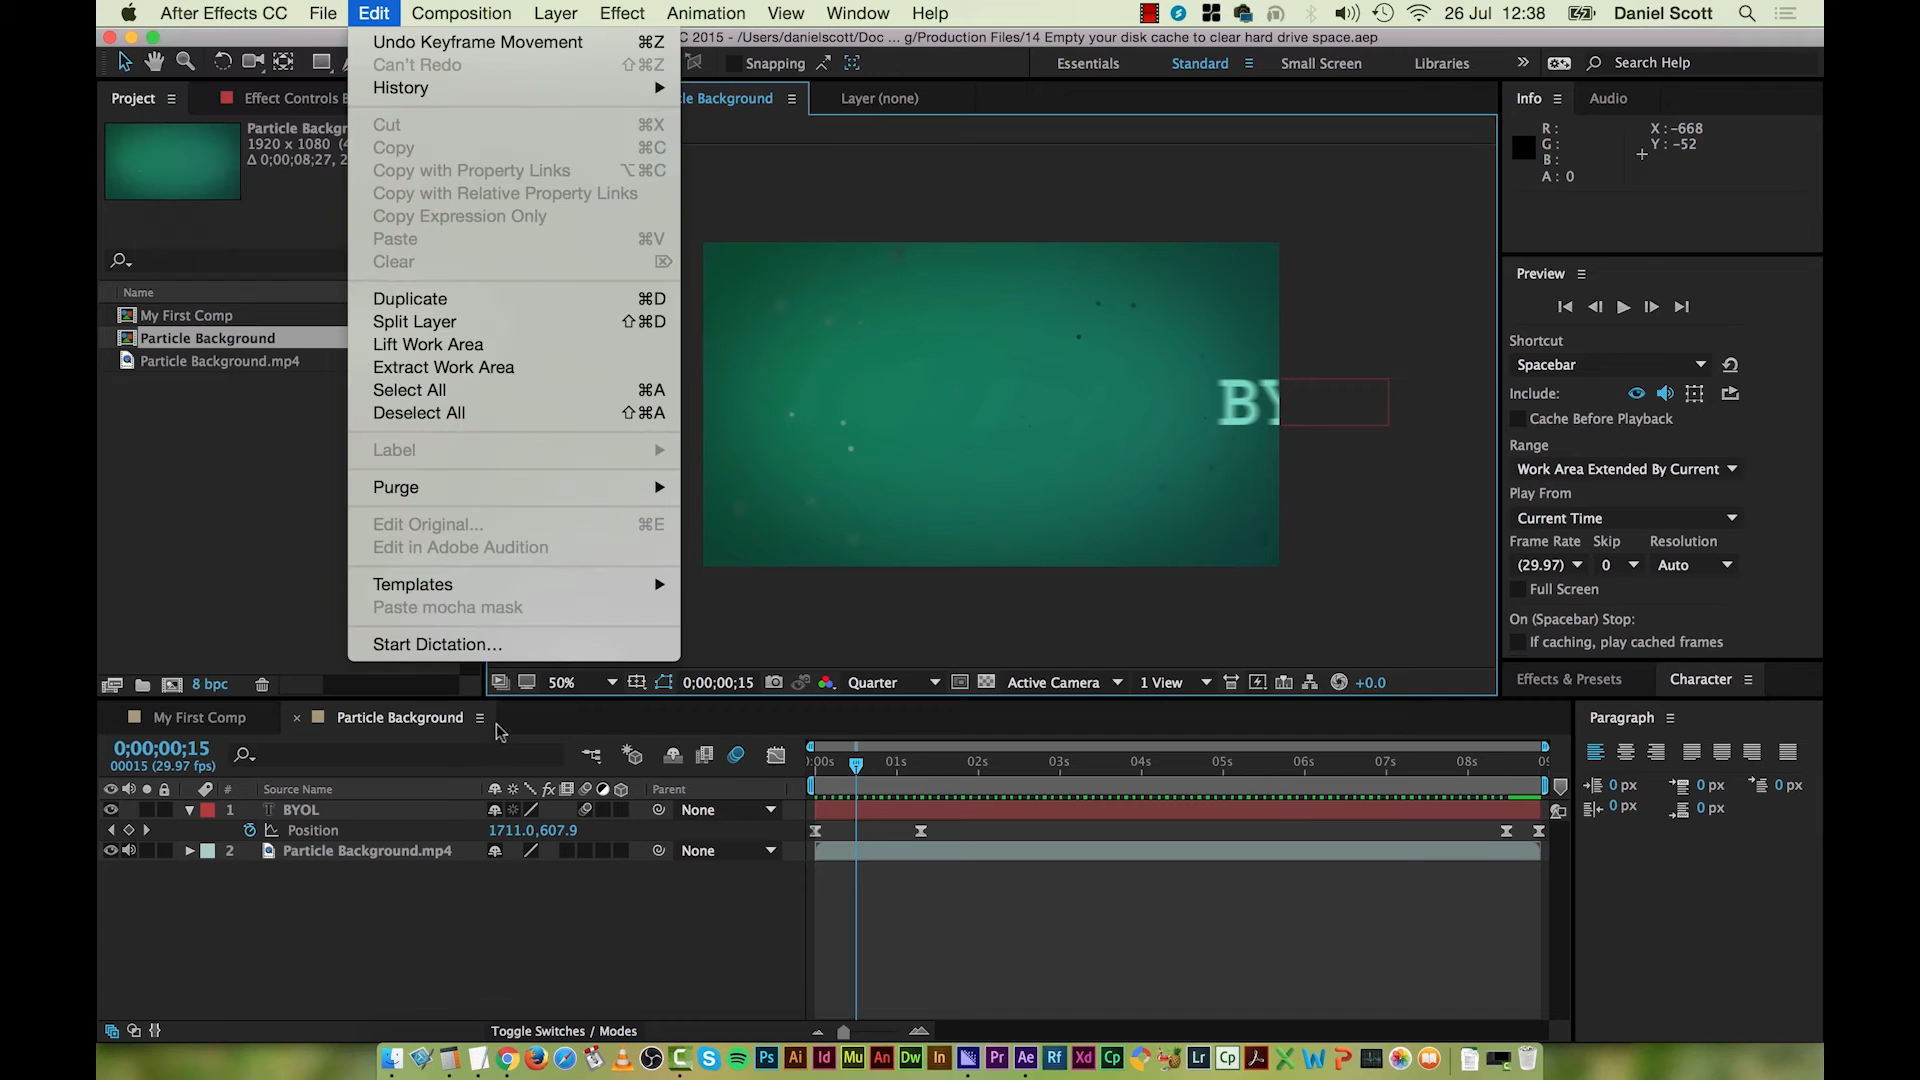 After Effects CC File Edit Composition Layer Effect Animation View Window Help 26 Jul 12:38 Daniel Scott
C 2015 - /Users/danielscott/Doc ... g/Production Files/14 Empty your disk cache to clear hard drive space.aep
Snapping Essentials Standard Small Screen Libraries Search Help
Project Effect Controls B
le Background Layer (none)
Info Audio
Particle Backgr
1920 x 1080 (4
Δ 0;00;08;27, 2
Name
My First Comp
Particle Background
Particle Background.mp4
8 bpc
Undo Keyframe Movement ⌘Z
Can't Redo ⇧⌘Z
History
Cut ⌘X
Copy ⌘C
Copy with Property Links ⌥⌘C
Copy with Relative Property Links
Copy Expression Only
Paste ⌘V
Clear ⌦
Duplicate ⌘D
Split Layer ⇧⌘D
Lift Work Area
Extract Work Area
Select All ⌘A
Deselect All ⇧⌘A
Label
Purge
Edit Original... ⌘E
Edit in Adobe Audition
Templates
Paste mocha mask
Start Dictation...
BY
50% 0;00;00;15 Quarter Active Camera 1 View +0.0
R: X: -668
G: Y: -52
B:
A: 0
Preview
Shortcut
Spacebar
Include:
Cache Before Playback
Range
Work Area Extended By Current
Play From
Current Time
Frame Rate Skip Resolution
(29.97) 0 Auto
Full Screen
On (Spacebar) Stop:
If caching, play cached frames
Effects & Presets Character
My First Comp × Particle Background
0;00;00;15
00015 (29.97 fps)
# Source Name Parent
1 T BYOL None
Position 1711.0,607.9
2 Particle Background.mp4 None
):00s 01s 02s 03s 04s 05s 06s 07s 08s 09
Toggle Switches / Modes
Paragraph
0 px 0 px 0 px
0 px 0 px
Ps Ai Id Mu An Dw In Pr Ae Rf Xd Cp Lr Cp